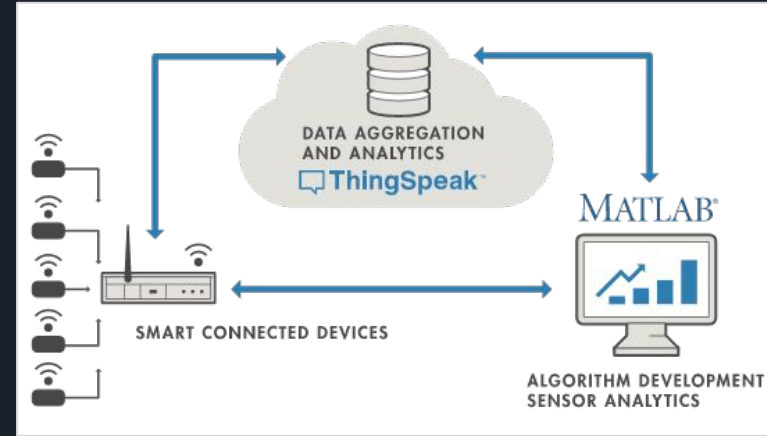 DATA AGGREGATION
AND ANALYTICS
ThingSpeak™
MATLAB®
SMART CONNECTED DEVICES
ALGORITHM DEVELOPMENT
SENSOR ANALYTICS